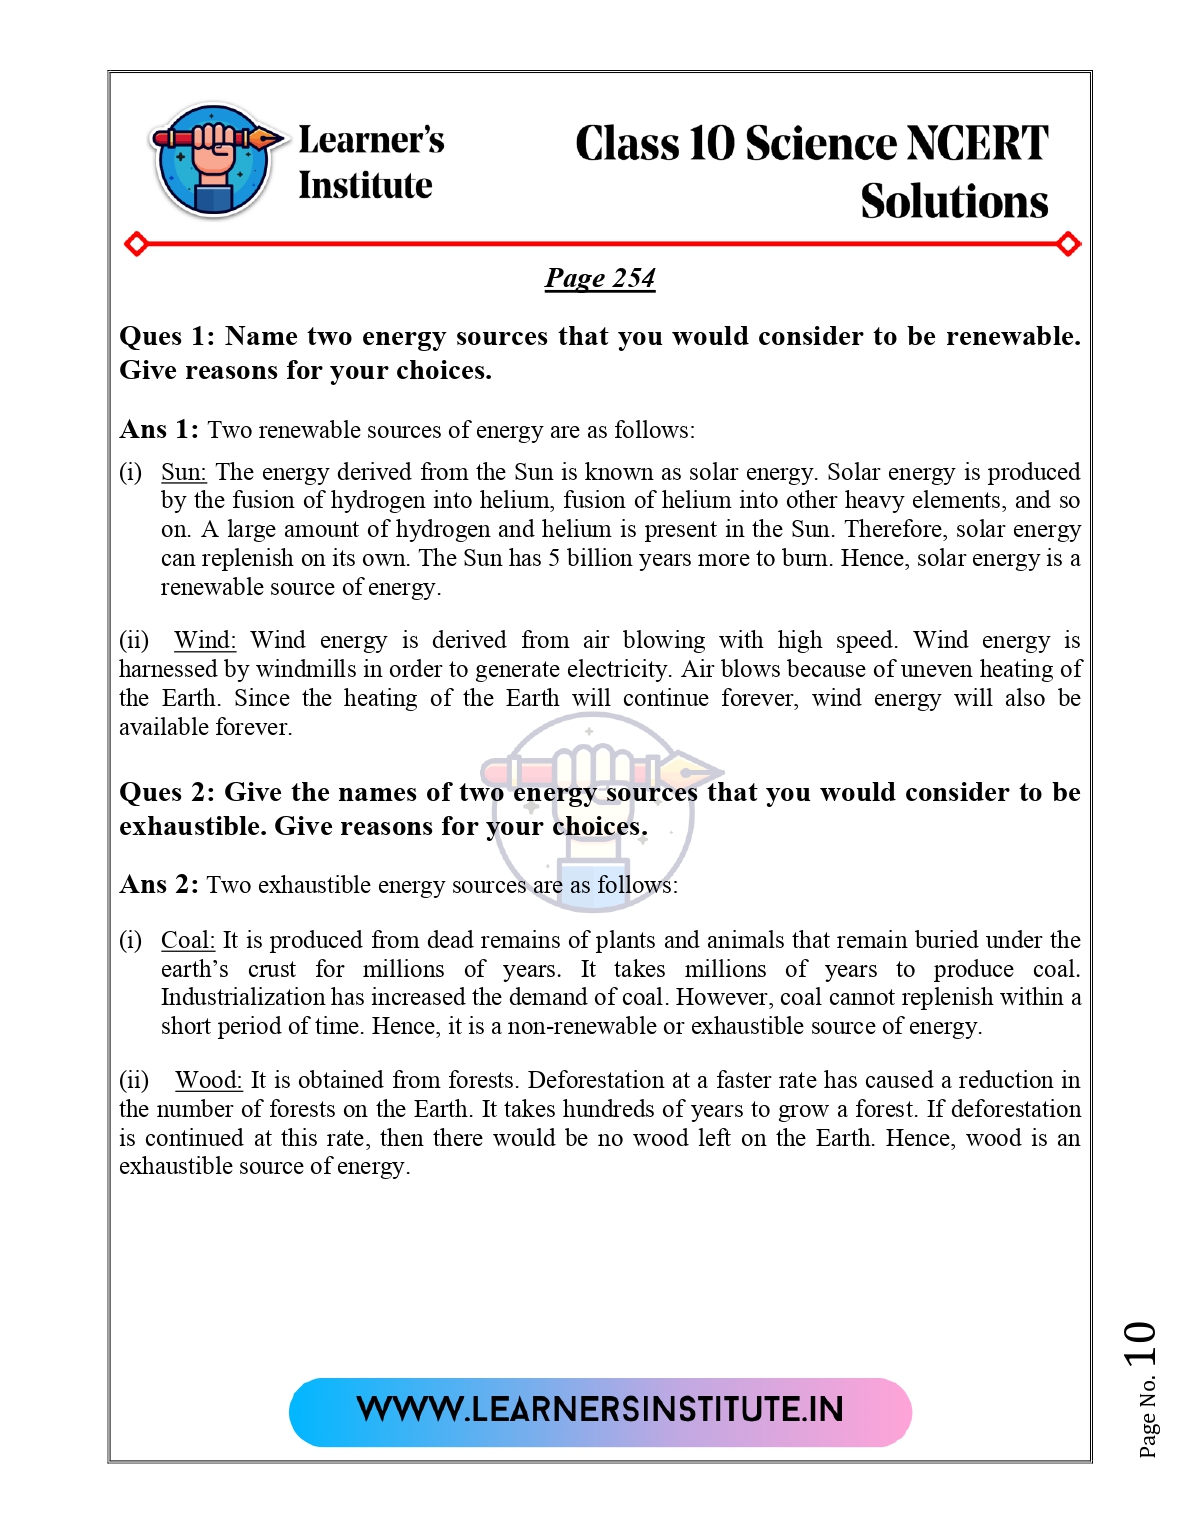 Learner's
Institute
Class 10 Science NCERT
Solutions
Page 254
Ques 1: Name two energy sources that you would consider to be renewable.
Give reasons for your choices.
Ans 1: Two renewable sources of energy are as follows:
(i) Sun: The energy derived from the Sun is known as solar energy. Solar energy is produced
by the fusion of hydrogen into helium, fusion of helium into other heavy elements, and so
on. A large amount of hydrogen and helium is present in the Sun. Therefore, solar energy
can replenish on its own. The Sun has 5 billion years more to burn. Hence, solar energy is a
renewable source of energy.
(ii) Wind: Wind energy is derived from air blowing with high speed. Wind energy is
harnessed by windmills in order to generate electricity. Air blows because of uneven heating of
the Earth. Since the heating of the Earth will continue forever, wind energy will also be
available forever.
Ques 2: Give the names of two energy sources that you would consider to be
exhaustible. Give reasons for your choices.
Ans 2: Two exhaustible energy sources are as follows:
(i) Coal: It is produced from dead remains of plants and animals that remain buried under the
earth’s crust for millions of years. It takes millions of years to produce coal.
Industrialization has increased the demand of coal. However, coal cannot replenish within a
short period of time. Hence, it is a non-renewable or exhaustible source of energy.
(ii) Wood: It is obtained from forests. Deforestation at a faster rate has caused a reduction in
the number of forests on the Earth. It takes hundreds of years to grow a forest. If deforestation
is continued at this rate, then there would be no wood left on the Earth. Hence, wood is an
exhaustible source of energy.
WWW.LEARNERSINSTITUTE.IN
Page No. 10